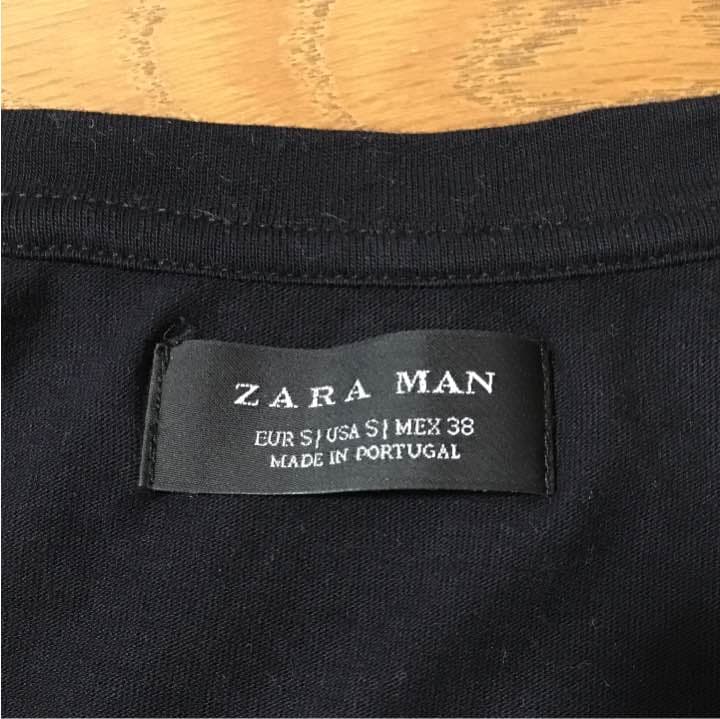 ZARA MAN
EUR S | USA S | MEX 38
MADE IN PORTUGAL